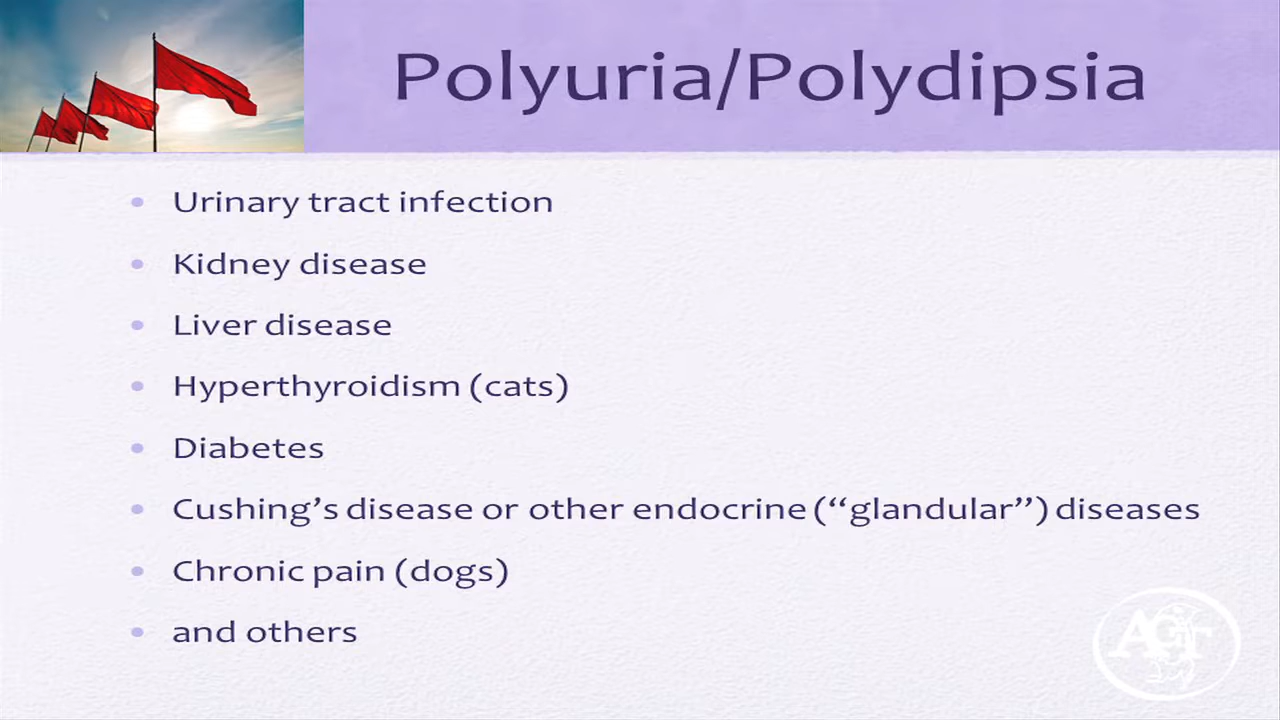 Polyuria/Polydipsia
• Urinary tract infection
• Kidney disease
• Liver disease
• Hyperthyroidism (cats)
• Diabetes
• Cushing’s disease or other endocrine (“glandular”) diseases
• Chronic pain (dogs)
• and others